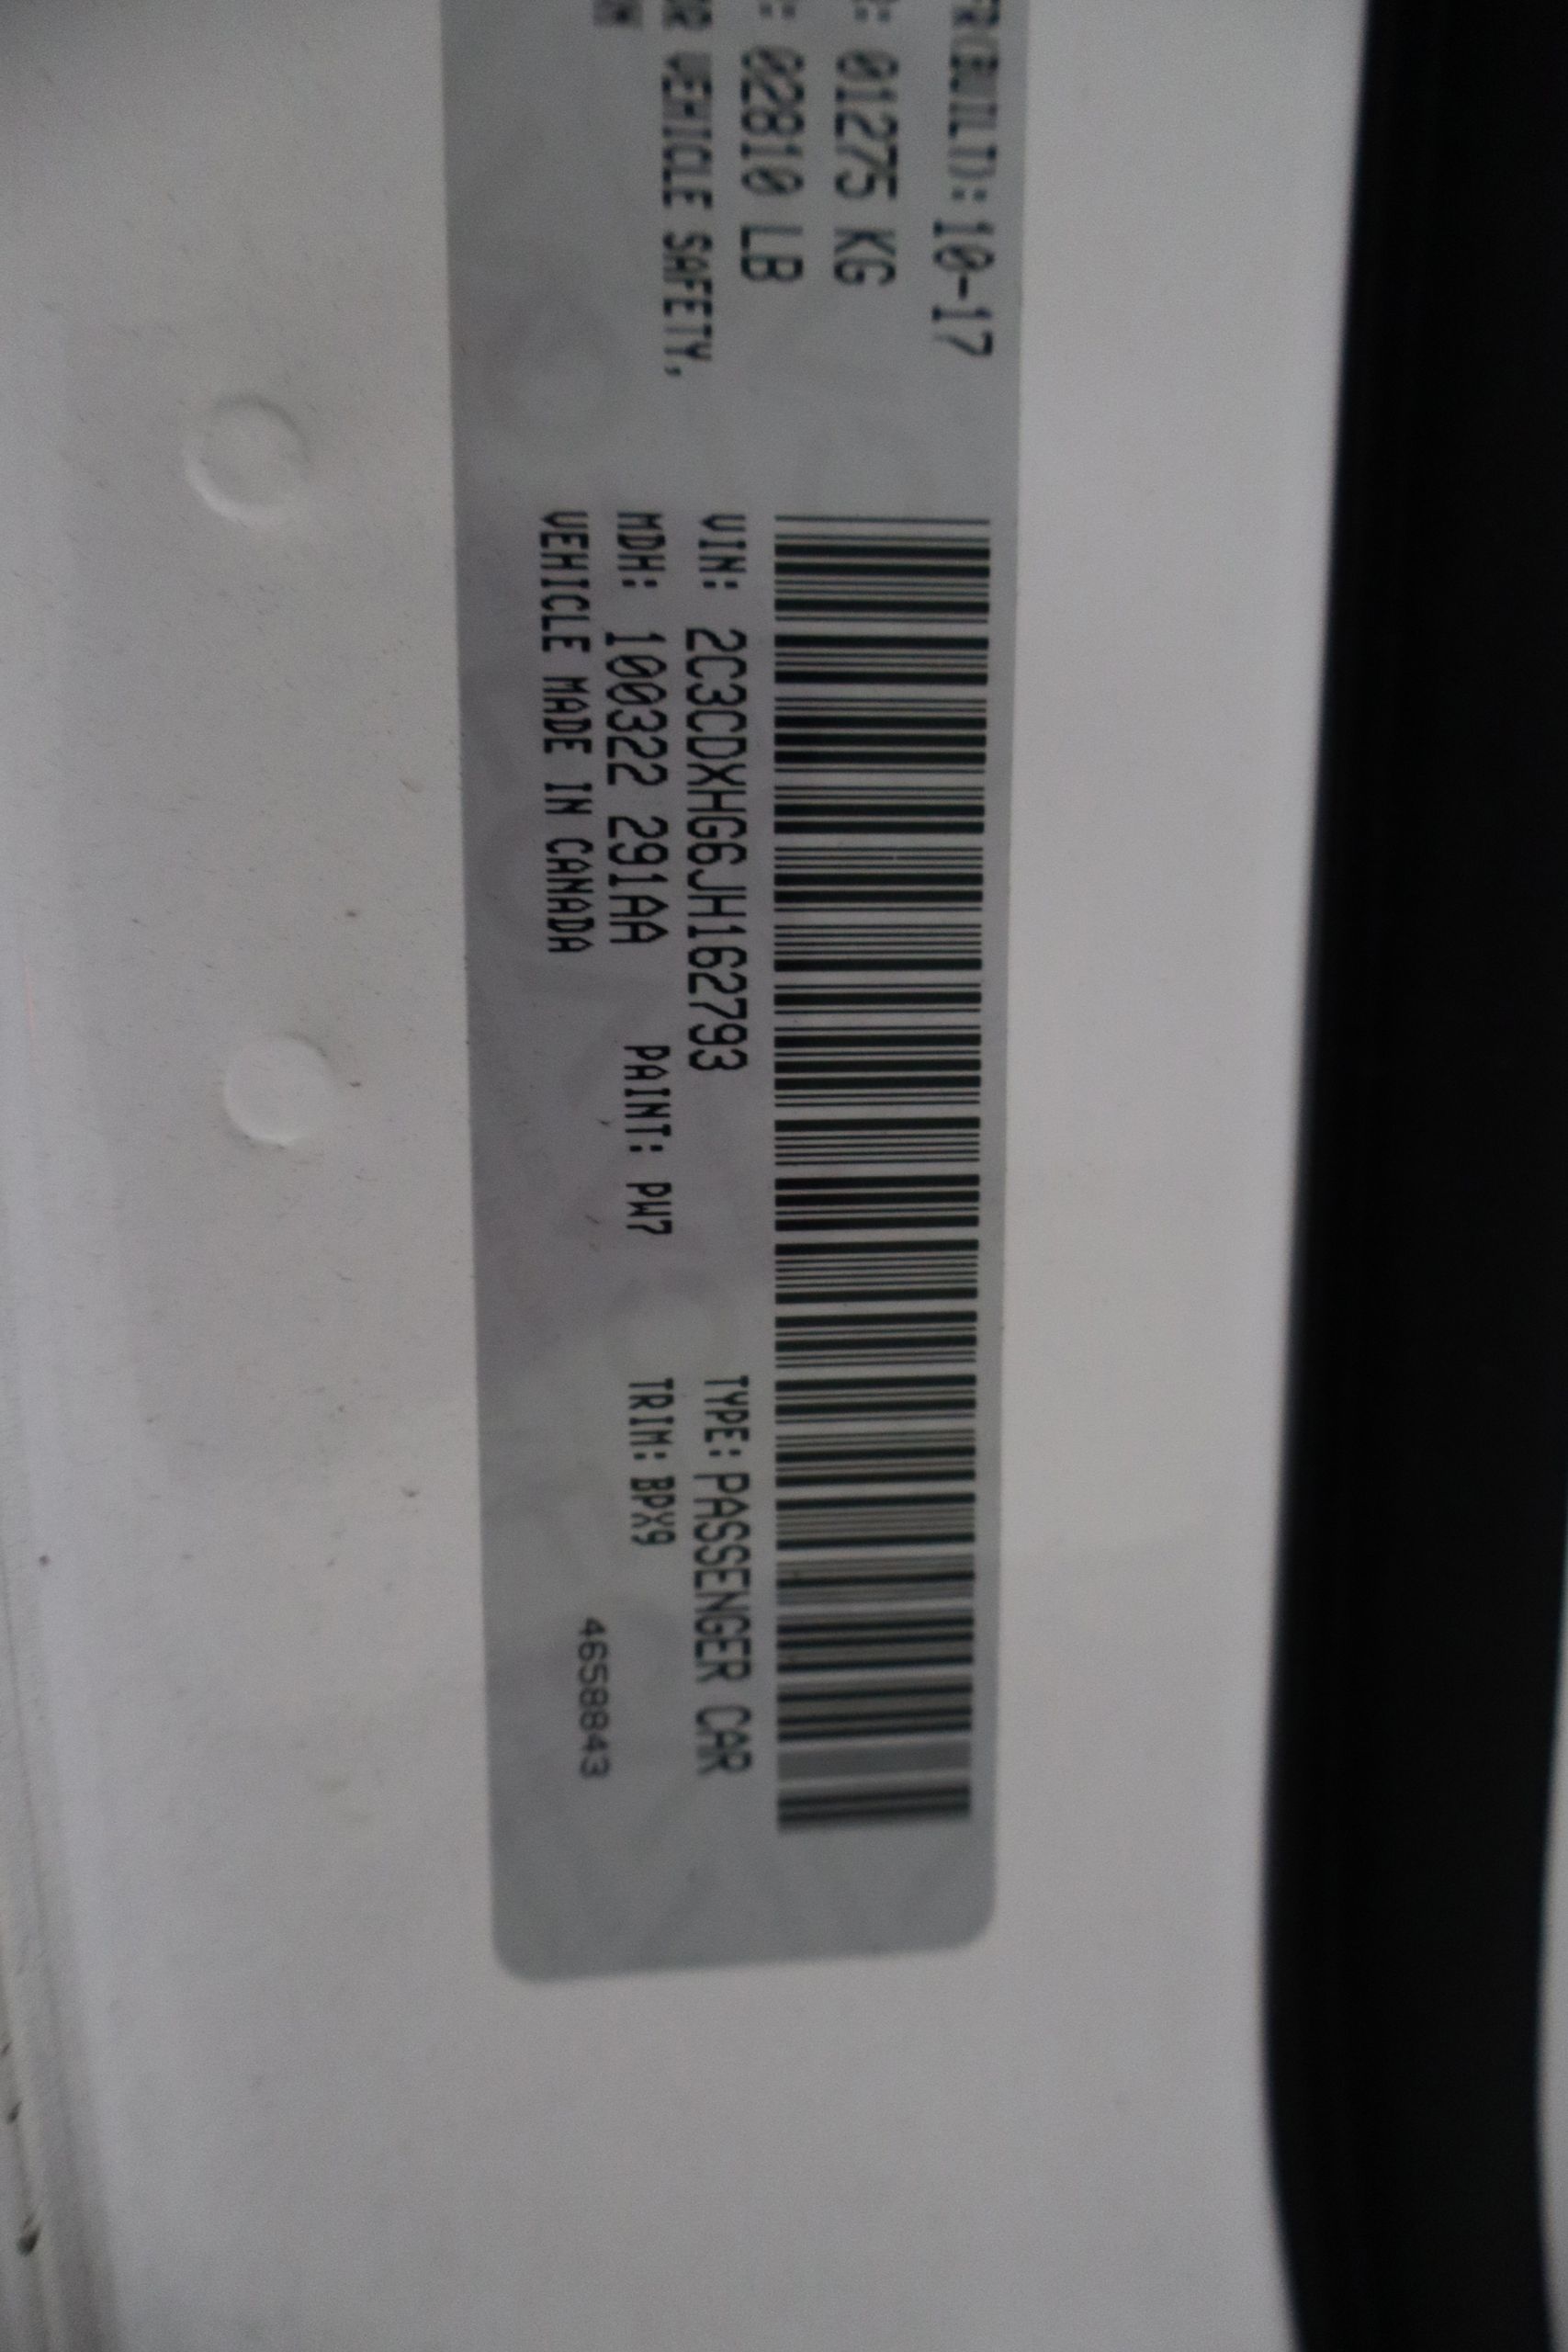 10-17
: 01275 KG
: 02810 LB
VEHICLE SAFETY,
VIN: 2C3CDXHG6JH162793
TYPE: PASSENGER CAR
MDH: 100322 291AA
PAINT: PW7
TRIM: BPX9
VEHICLE MADE IN CANADA
4658843